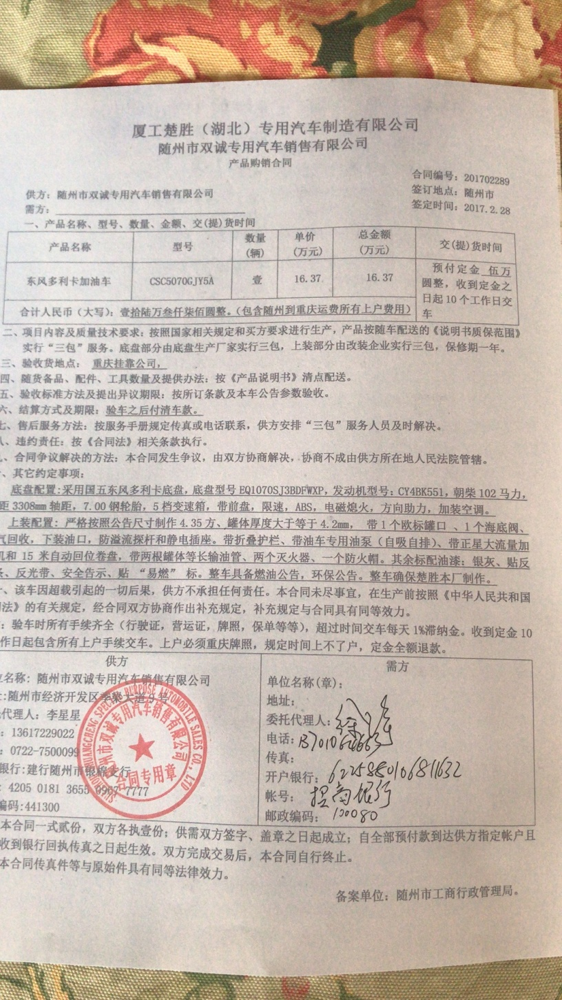 厦工楚胜（湖北）专用汽车制造有限公司
随州市双诚专用汽车销售有限公司
产品购销合同
合同编号：201702289
供方：随州市双诚专用汽车销售有限公司
签订地点：随州市
需方：
签定时间：2017.2.28
一、产品名称、型号、数量、金额、交(提)货时间
产品名称 型号 数量(辆) 单价(万元) 总金额(万元) 交(提)货时间
东风多利卡加油车 CSC5070GJY5A 壹 16.37 16.37 预付定金 伍万圆整，收到定金之日起10个工作日交车
合计人民币（大写）：壹拾陆万叁仟柒佰圆整。（包含随州到重庆运费所有上户费用）
二、项目内容及质量技术要求：按照国家相关规定和买方要求进行生产，产品按随车配送的《说明书质保范围》
实行“三包”服务。底盘部分由底盘生产厂家实行三包，上装部分由改装企业实行三包，保修期一年。
三、验收货地点： 重庆挂靠公司，
四、随货备品、配件、工具数量及提供办法：按《产品说明书》清点配送。
五、验收标准方法及提出异议期限：按所订条款及本车公告参数验收。
六、结算方式及期限：验车之后付清车款。
七、售后服务方法：按服务手册规定传真或电话联系，供方安排“三包”服务人员及时解决。
、违约责任：按《合同法》相关条款执行。
、合同争议解决的方法：本合同发生争议，由双方协商解决，协商不成由供方所在地人民法院管辖。
、其它约定事项：
底盘配置:采用国五东风多利卡底盘，底盘型号EQ1070SJ3BDFWXP，发动机型号：CY4BK551，朝柴102马力，
距3308mm轴距，7.00钢轮胎，5档变速箱，带前盘，限速，ABS，电磁熄火，方向助力，加装空调。
上装配置: 严格按照公告尺寸制作4.35方、罐体厚度大于等于4.2mm， 带1个欧标罐口 、1个海底阀、
气回收，下装油口，防溢流探杆和静电插座。带折叠护栏、带油车专用油泵（自吸自排）、带正星大流量加
机和15米自动回位卷盘，带两根罐体等长输油管、两个灭火器、一个防火帽。其余标配油漆：银灰、贴反
条、反光带、安全告示、贴 “易燃” 标。整车具备燃油公告，环保公告。整车确保楚胜本厂制作。
一、该车因超载引起的一切后果，供方不承担任何责任。本合同未尽事宜，在生产前按照《中华人民共和国
法》的有关规定，经合同双方协商作出补充规定，补充规定与合同具有同等效力。
：验车时所有手续齐全（行驶证，营运证，牌照，保单等等），超过时间交车每天1%滞纳金。收到定金10
作日起包含所有上户手续交车。上户必须重庆牌照，规定时间上不了户，定金全额退款。
供方
位名称：随州市双诚专用汽车销售有限公司
:随州市经济开发区季梁大道9号
代理人：李星星
：13617229022
：0722-7500099
银行:建行随州市银棉支行
：4205 0181 3655 0967 7777
编码:441300
SPECIAL PURPOSE AUTOMOBILE SALES CO., LTD
随州市双诚专用汽车销售有限公司
合同专用章
需方
单位名称(章)：
地址：
委托代理人：
电话：
传真：
开户银行：6225880106811632
帐号： 招商银行
邮政编码： 100080
本合同一式贰份，双方各执壹份；供需双方签字、盖章之日起成立；自全部预付款到达供方指定帐户且
收到银行回执传真之日起生效。双方完成交易后，本合同自行终止。
本合同传真件等与原始件具有同等法律效力。
备案单位：随州市工商行政管理局。